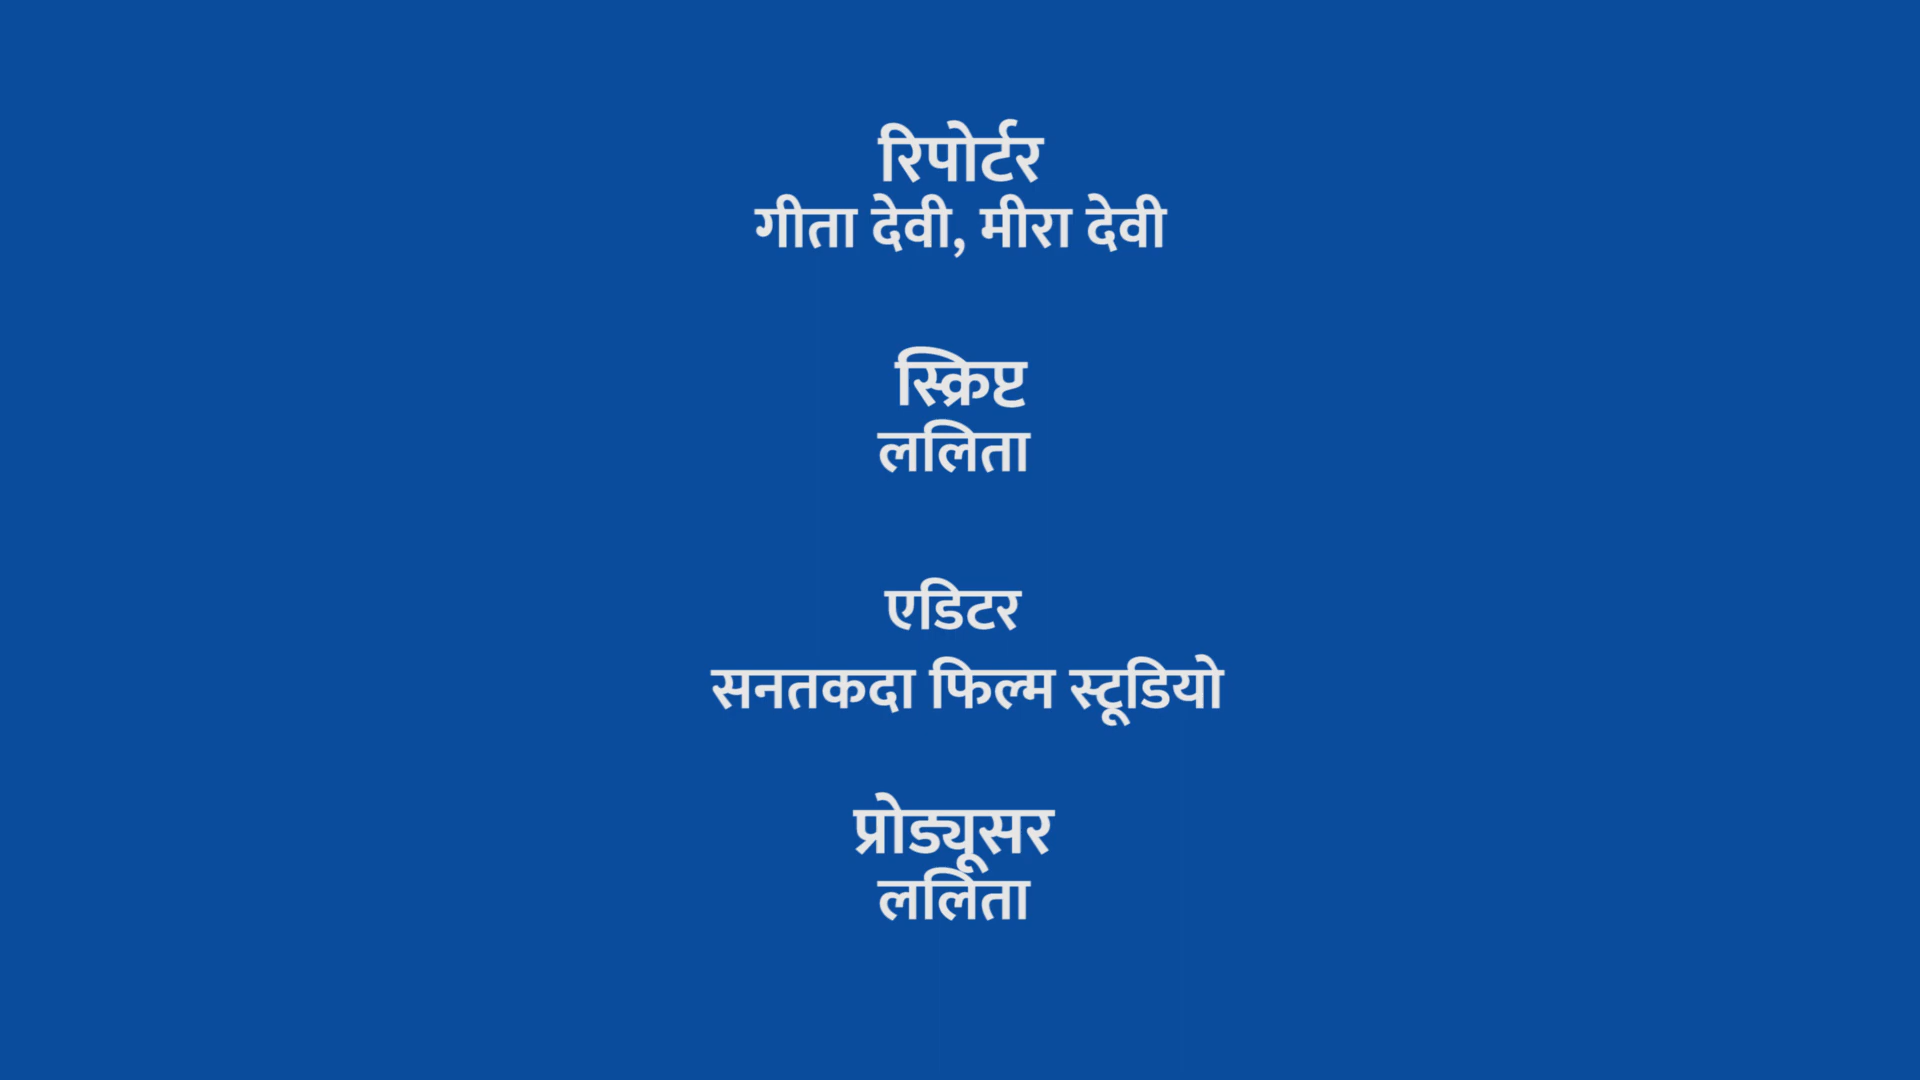 रिपोर्टर
गीता देवी, मीरा देवी
स्क्रिप्ट
ललिता
एडिटर
सनतकदा फिल्म स्टूडियो
प्रोड्यूसर
ललिता